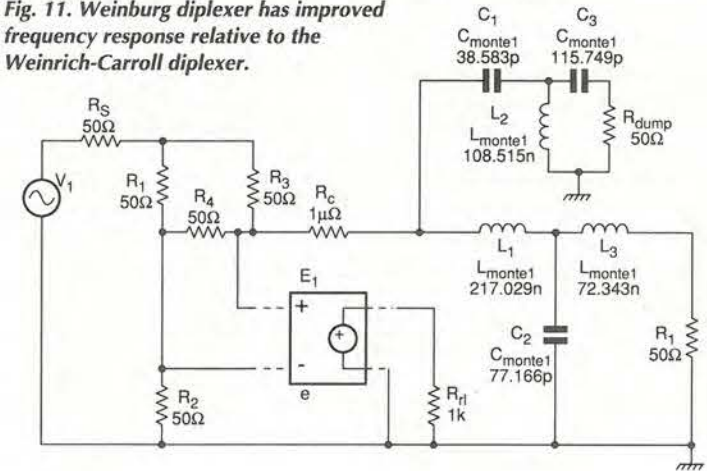 Fig. 11. Weinburg diplexer has improved
frequency response relative to the
Weinrich-Carroll diplexer.
C1
Cmonte1
38.583p
C3
Cmonte1
115.749p
L2
Lmonte1
108.515n
Rdump
50Ω
RS
50Ω
V1
R1
50Ω
R4
50Ω
R3
50Ω
Rc
1μΩ
L1
Lmonte1
217.029n
L3
Lmonte1
72.343n
E1
+
-
+
e
C2
Cmonte1
77.166p
R1
50Ω
R2
50Ω
Rrl
1k